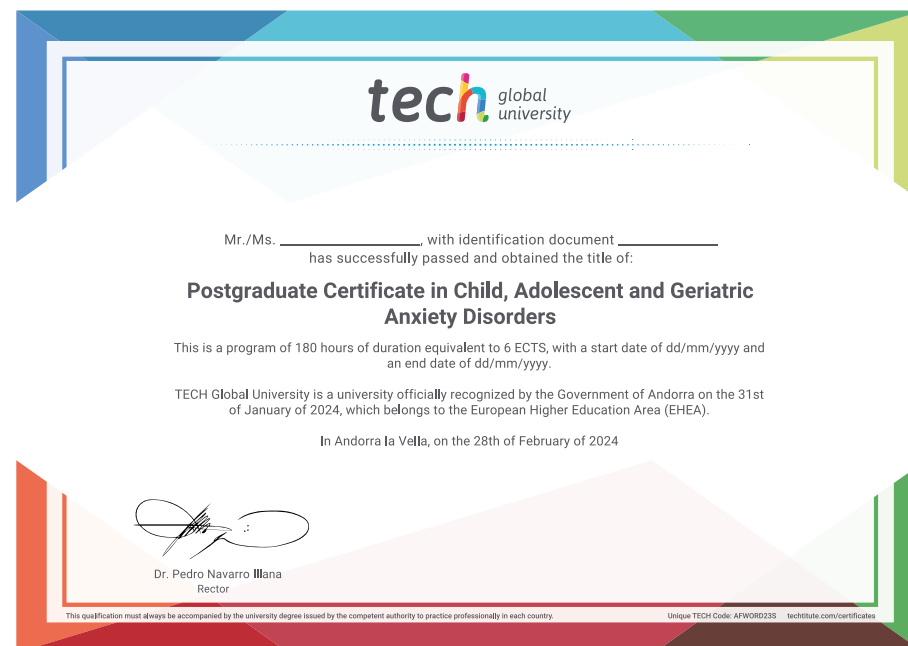 tech global
university
Mr./Ms. ____________________, with identification document ______________
has successfully passed and obtained the title of:
Postgraduate Certificate in Child, Adolescent and Geriatric
Anxiety Disorders
This is a program of 180 hours of duration equivalent to 6 ECTS, with a start date of dd/mm/yyyy and
an end date of dd/mm/yyyy.
TECH Global University is a university officially recognized by the Government of Andorra on the 31st
of January of 2024, which belongs to the European Higher Education Area (EHEA).
In Andorra la Vella, on the 28th of February of 2024
Dr. Pedro Navarro Illana
Rector
This qualification must always be accompanied by the university degree issued by the competent authority to practice professionally in each country.
Unique TECH Code: AFWORD23S techtitute.com/certificates